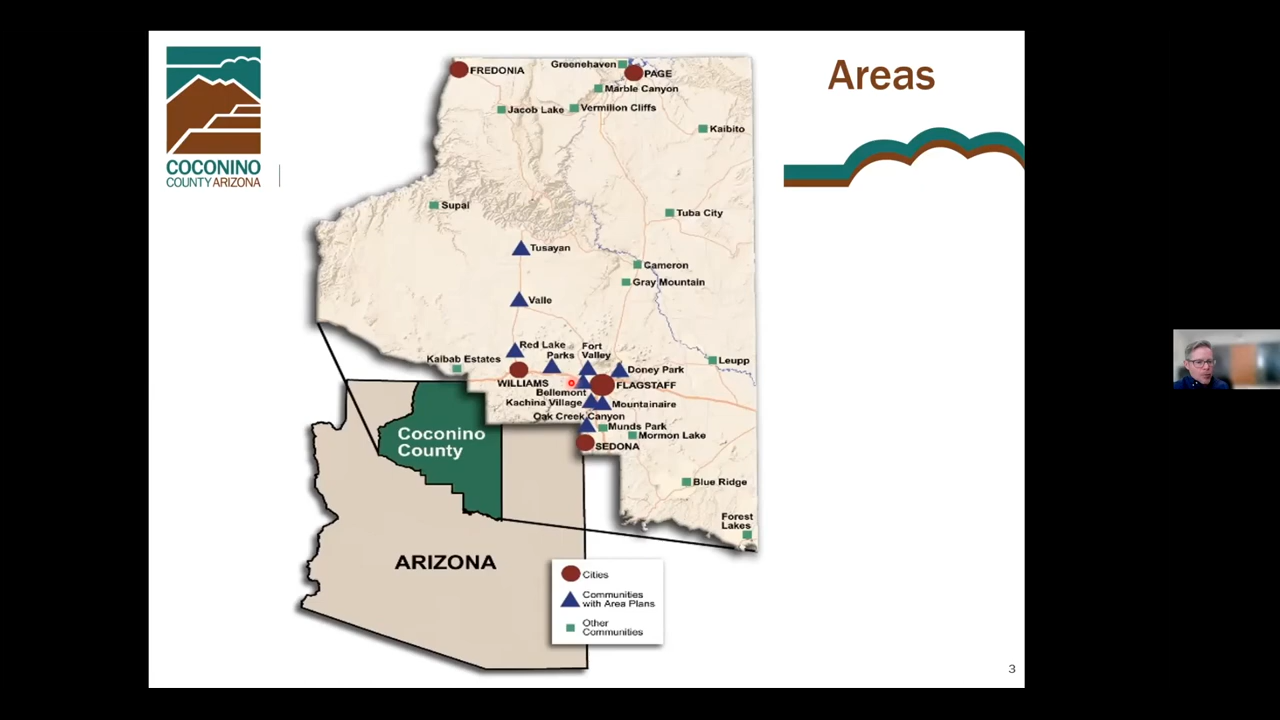 COCONINO
COUNTY ARIZONA
Areas
FREDONIA
Greenehaven
PAGE
Marble Canyon
Jacob Lake
Vermilion Cliffs
Kaibito
Supai
Tuba City
Tusayan
Cameron
Gray Mountain
Valle
Red Lake
Parks
Fort
Valley
Kaibab Estates
Leupp
Doney Park
WILLIAMS
FLAGSTAFF
Bellemont
Kachina Village
Mountainaire
Oak Creek Canyon
Munds Park
Mormon Lake
SEDONA
Blue Ridge
Forest
Lakes
Coconino
County
ARIZONA
Cities
Communities
with Area Plans
Other
Communities
3